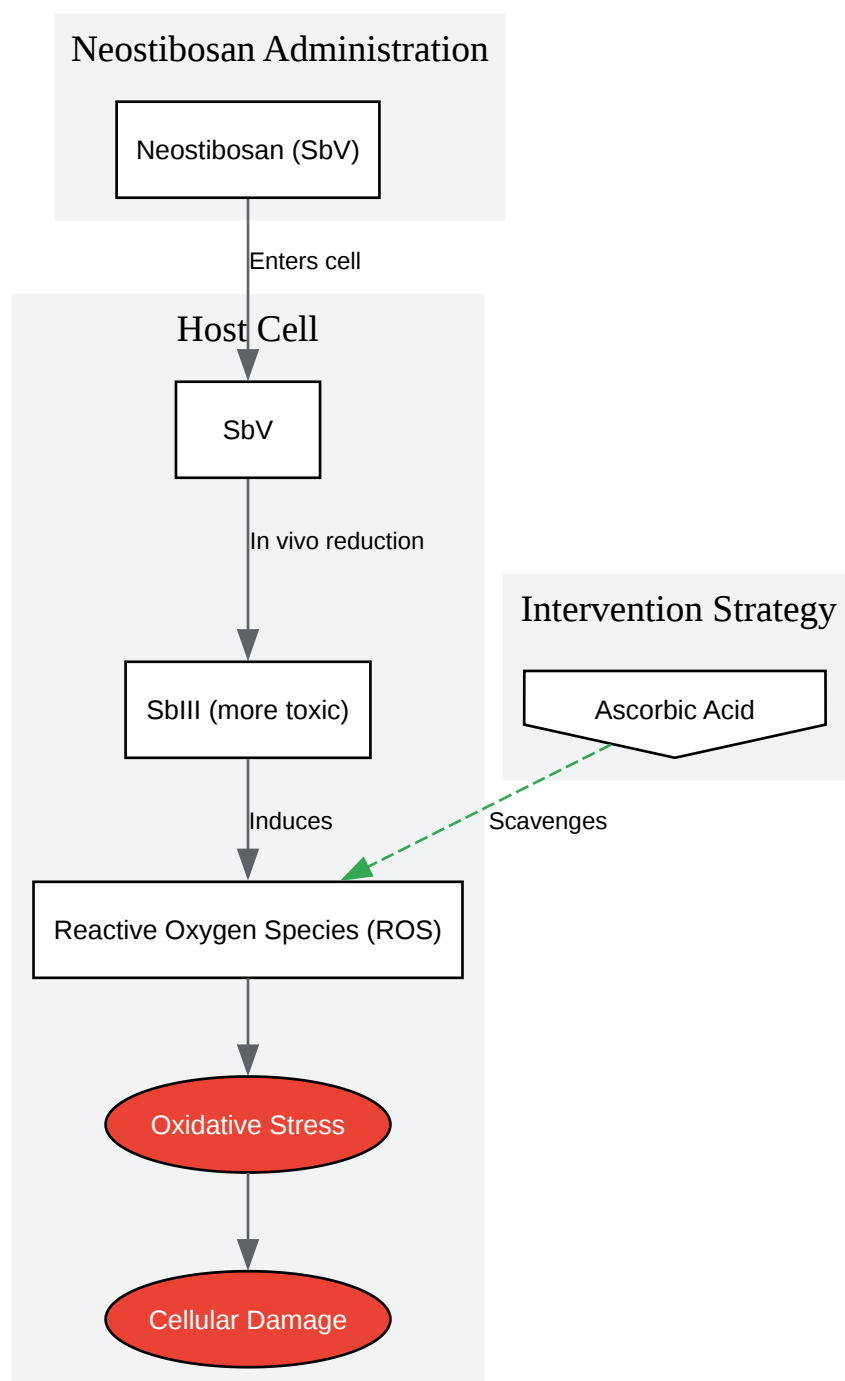 Neostibosan Administration
Neostibosan (SbV)
Enters cell
Host Cell
SbV
In vivo reduction
Intervention Strategy
SbIII (more toxic)
Ascorbic Acid
Induces
Scavenges
Reactive Oxygen Species (ROS)
Oxidative Stress
Cellular Damage